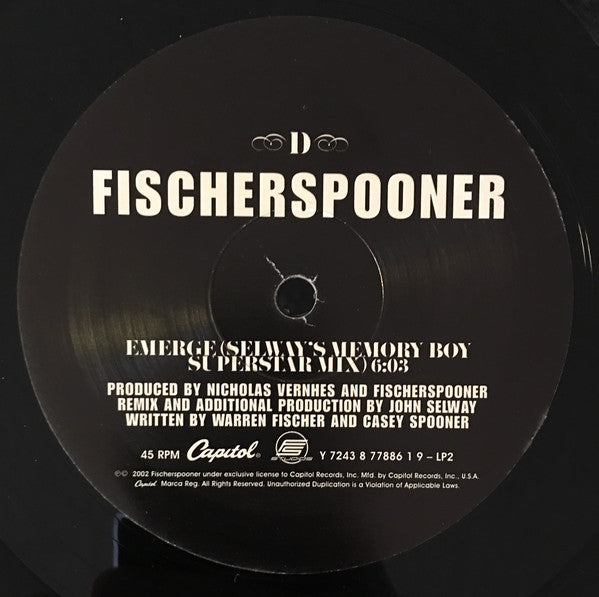 D
FISCHERSPOONER
EMERGE (SELWAY'S MEMORY BOY
SUPERSTAR MIX) 6:03
PRODUCED BY NICHOLAS VERNHES AND FISCHERSPOONER
REMIX AND ADDITIONAL PRODUCTION BY JOHN SELWAY
WRITTEN BY WARREN FISCHER AND CASEY SPOONER
45 RPM Capitol® FS STUDIOS Y 7243 8 77886 1 9 – LP2
℗© 2002 Fischerspooner under exclusive license to Capitol Records, Inc. Mfd. by Capitol Records, Inc., U.S.A.
Capitol Marca Reg. All Rights Reserved. Unauthorized Duplication is a Violation of Applicable Laws.